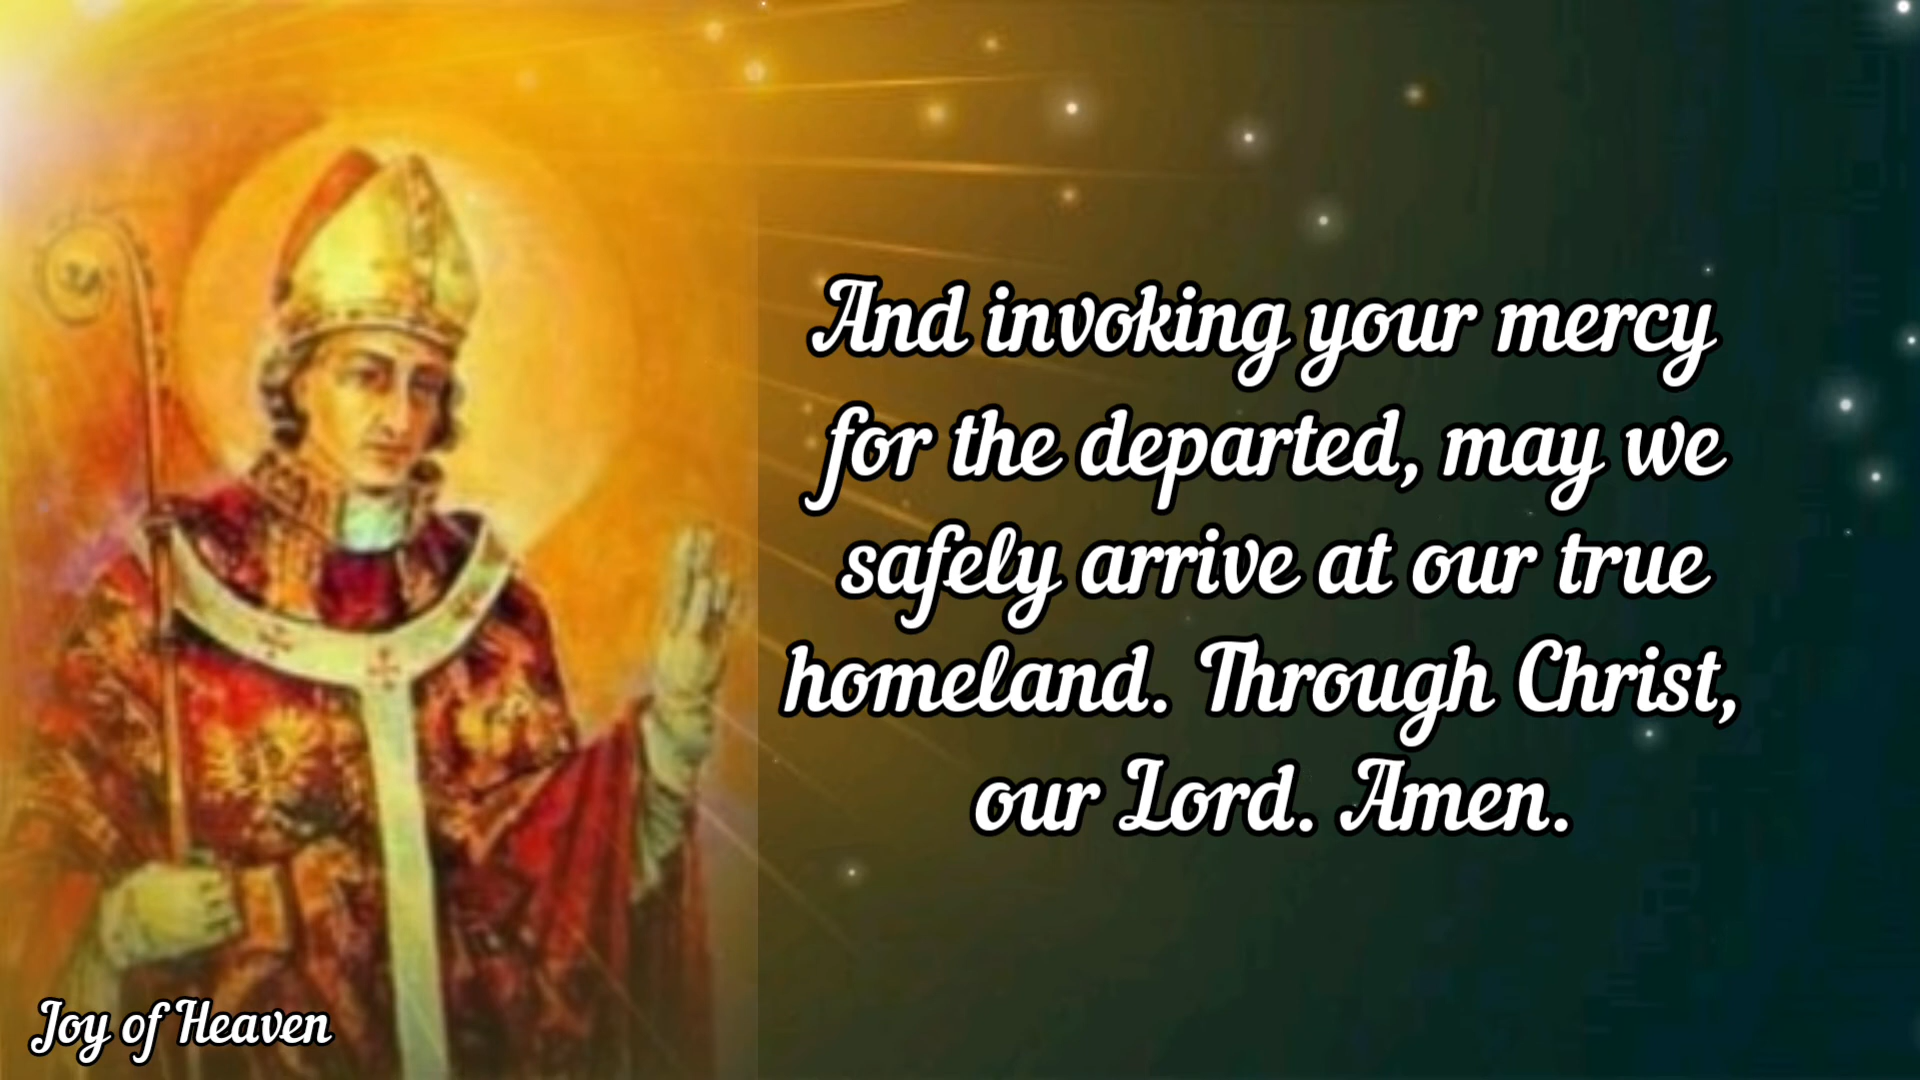 And invoking your mercy
for the departed, may we
safely arrive at our true
homeland. Through Christ,
our Lord. Amen.
Joy of Heaven